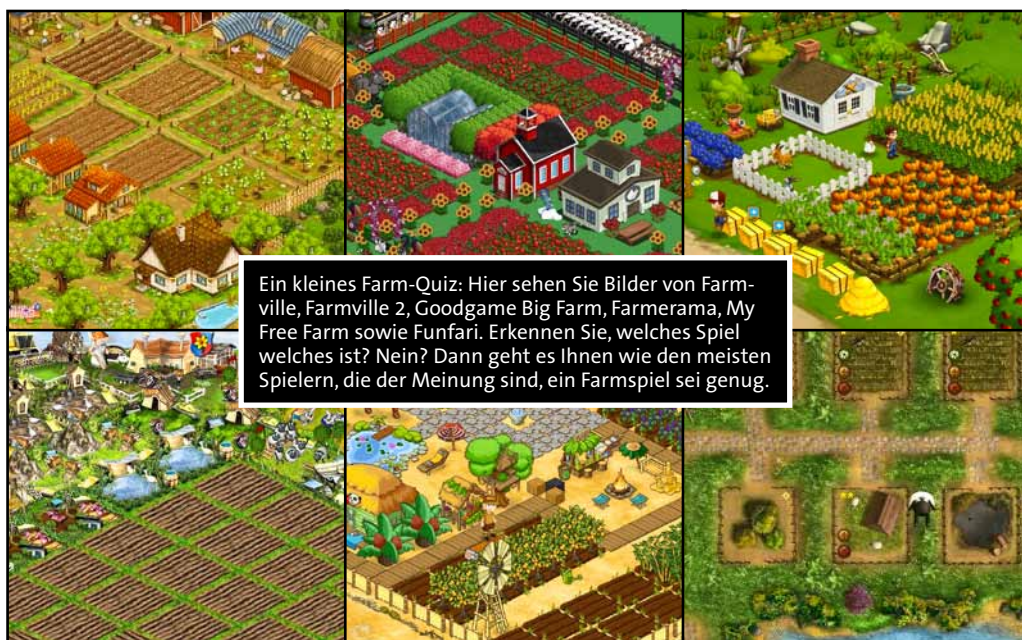 Ein kleines Farm-Quiz: Hier sehen Sie Bilder von Farm-
ville, Farmville 2, Goodgame Big Farm, Farmerama, My
Free Farm sowie Funfari. Erkennen Sie, welches Spiel
welches ist? Nein? Dann geht es Ihnen wie den meisten
Spielern, die der Meinung sind, ein Farmspiel sei genug.